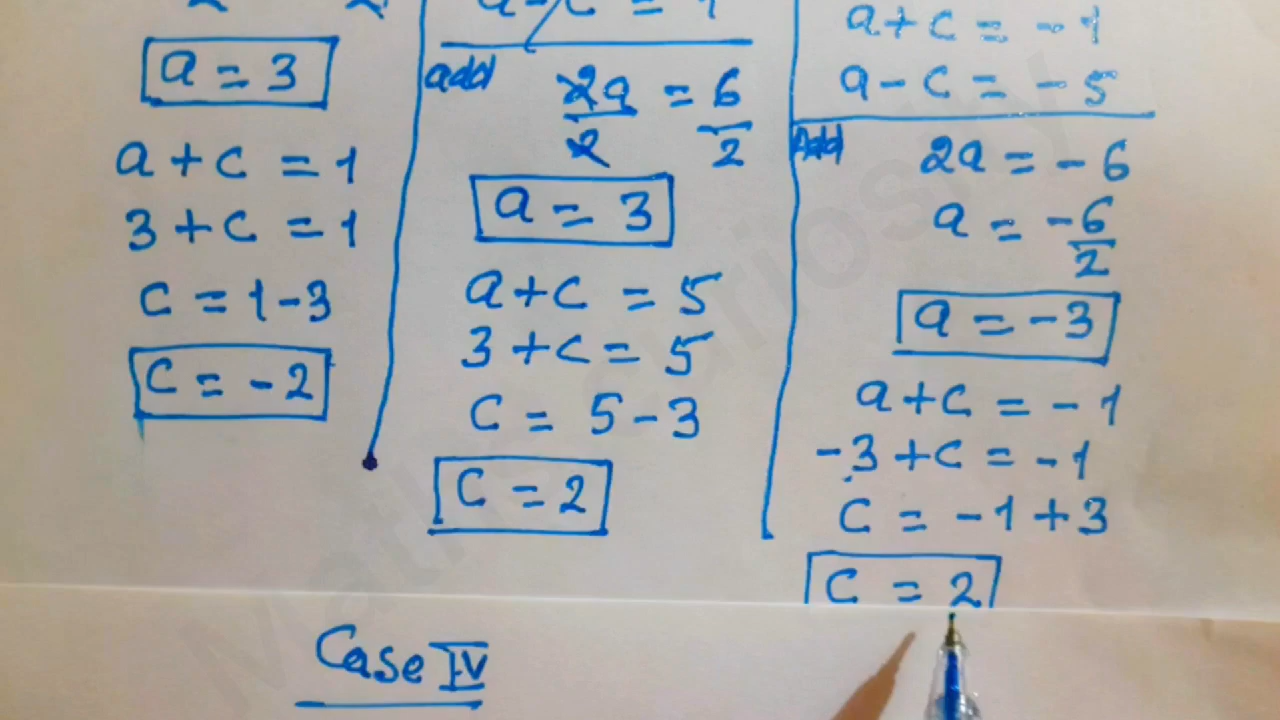 a = 3
a + c = 1
3 + c = 1
c = 1 - 3
c = - 2
add
2a = 6
2 2
a = 3
a + c = 5
3 + c = 5
c = 5 - 3
c = 2
a + c = - 1
a - c = - 5
Add
2a = - 6
a = - 6
2
a = - 3
a + c = - 1
- 3 + c = - 1
c = - 1 + 3
c = 2
Case IV